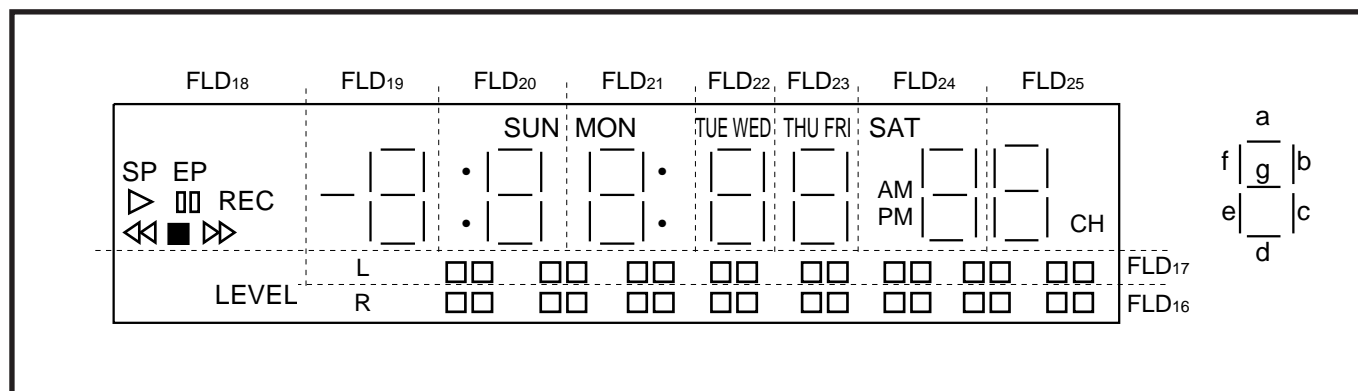 FLD18 FLD19 FLD20 FLD21 FLD22 FLD23 FLD24 FLD25
SUN MON TUE WED THU FRI SAT
SP EP
REC
AM
PM
CH
L
LEVEL R
FLD17
FLD16
a
f g b
e c
d